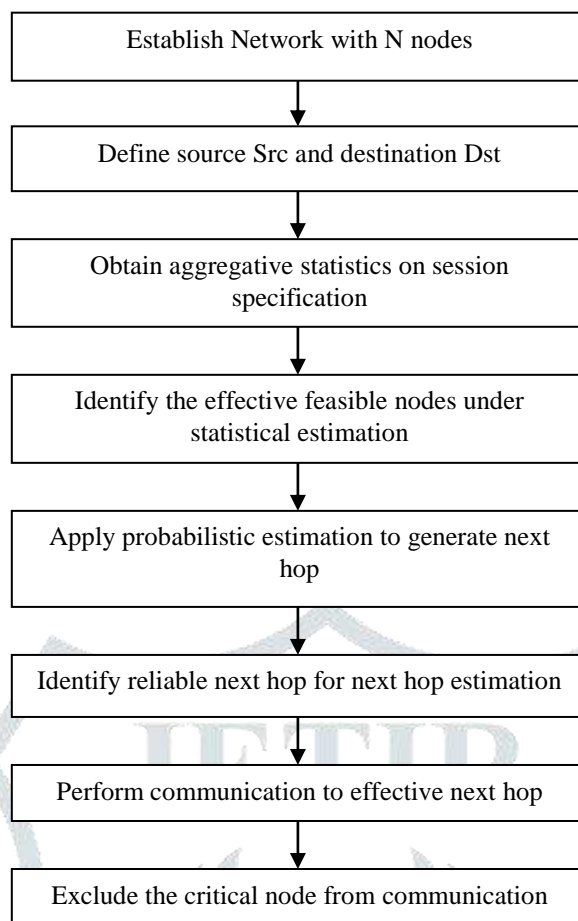 Establish Network with N nodes
Define source Src and destination Dst
Obtain aggregative statistics on session
specification
Identify the effective feasible nodes under
statistical estimation
Apply probabilistic estimation to generate next
hop
Identify reliable next hop for next hop estimation
JETIR
Perform communication to effective next hop
Exclude the critical node from communication